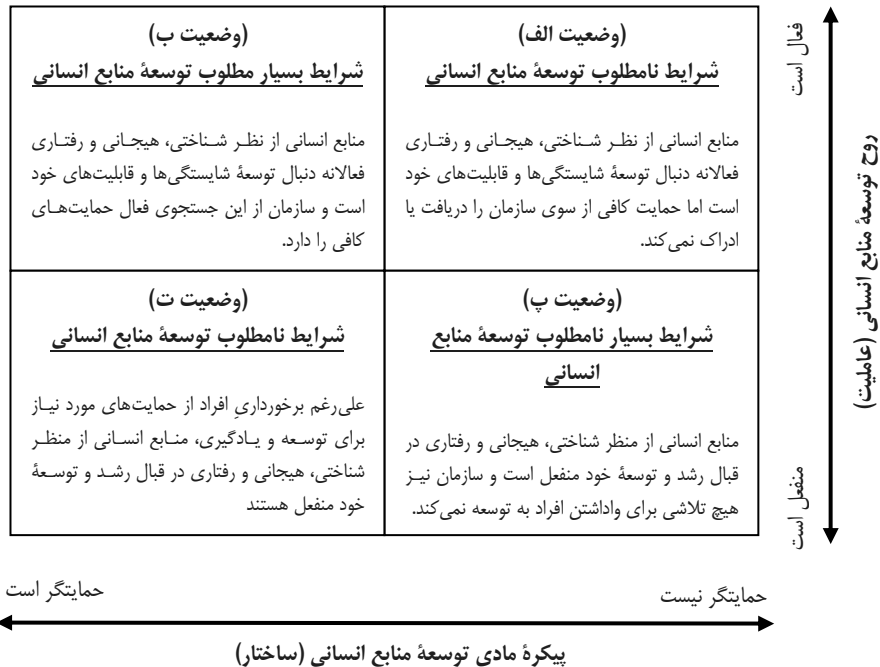 (وضعیت الف)
شرایط نامطلوب توسعهٔ منابع انسانی
منابع انسانی از نظر شناختی، هیجانی و رفتاری
فعالانه دنبال توسعهٔ شایستگی‌ها و قابلیت‌های خود
است اما حمایت کافی از سوی سازمان را دریافت یا
ادراک نمی‌کند.
(وضعیت ب)
شرایط بسیار مطلوب توسعهٔ منابع انسانی
منابع انسانی از نظر شناختی، هیجانی و رفتاری
فعالانه دنبال توسعهٔ شایستگی‌ها و قابلیت‌های خود
است و سازمان از این جستجوی فعال حمایت‌های
کافی را دارد.
(وضعیت پ)
شرایط بسیار نامطلوب توسعهٔ منابع
انسانی
منابع انسانی از منظر شناختی، هیجانی و رفتاری در
قبال رشد و توسعهٔ خود منفعل است و سازمان نیز
هیچ تلاشی برای واداشتن افراد به توسعه نمی‌کند.
(وضعیت ت)
شرایط نامطلوب توسعهٔ منابع انسانی
علی‌رغم برخورداریِ افراد از حمایت‌های مورد نیاز
برای توسعه و یادگیری، منابع انسانی از منظر
شناختی، هیجانی و رفتاری در قبال رشد و توسعهٔ
خود منفعل هستند
فعال است
روح توسعهٔ منابع انسانی (عاملیت)
منفعل است
حمایتگر نیست
حمایتگر است
پیکرهٔ مادی توسعهٔ منابع انسانی (ساختار)